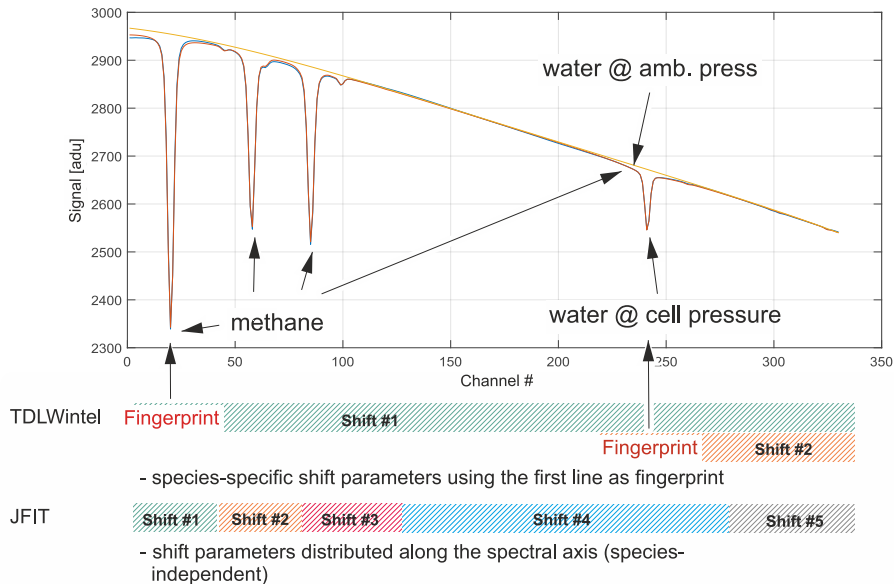 3000
2900
2800
2700
2600
2500
2400
2300
Signal [adu]
0
50
100
150
200
250
300
350
Channel #
water @ amb. press
methane
water @ cell pressure
TDLWintel
Fingerprint
Shift #1
Fingerprint
Shift #2
- species-specific shift parameters using the first line as fingerprint
JFIT
Shift #1
Shift #2
Shift #3
Shift #4
Shift #5
- shift parameters distributed along the spectral axis (species-
independent)